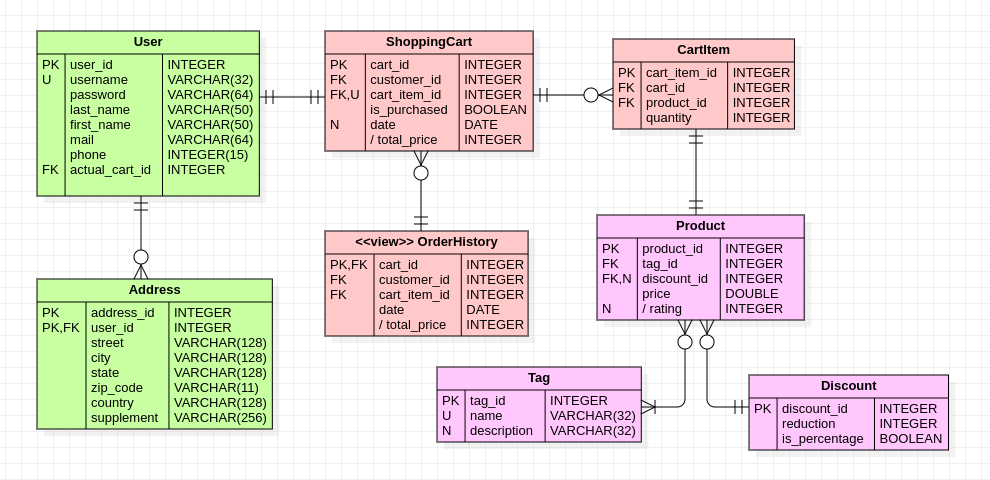 User
PK user_id INTEGER
U username VARCHAR(32)
password VARCHAR(64)
last_name VARCHAR(50)
first_name VARCHAR(50)
mail VARCHAR(64)
phone INTEGER(15)
FK actual_cart_id INTEGER
ShoppingCart
PK cart_id INTEGER
FK customer_id INTEGER
FK,U cart_item_id INTEGER
is_purchased BOOLEAN
N date DATE
/ total_price INTEGER
CartItem
PK cart_item_id INTEGER
FK cart_id INTEGER
FK product_id INTEGER
quantity INTEGER
Address
PK address_id INTEGER
PK,FK user_id INTEGER
street VARCHAR(128)
city VARCHAR(128)
state VARCHAR(128)
zip_code VARCHAR(11)
country VARCHAR(128)
supplement VARCHAR(256)
<<view>> OrderHistory
PK,FK cart_id INTEGER
FK customer_id INTEGER
FK cart_item_id INTEGER
date DATE
/ total_price INTEGER
Product
PK product_id INTEGER
FK tag_id INTEGER
FK,N discount_id INTEGER
price DOUBLE
N / rating INTEGER
Tag
PK tag_id INTEGER
U name VARCHAR(32)
N description VARCHAR(32)
Discount
PK discount_id INTEGER
reduction INTEGER
is_percentage BOOLEAN